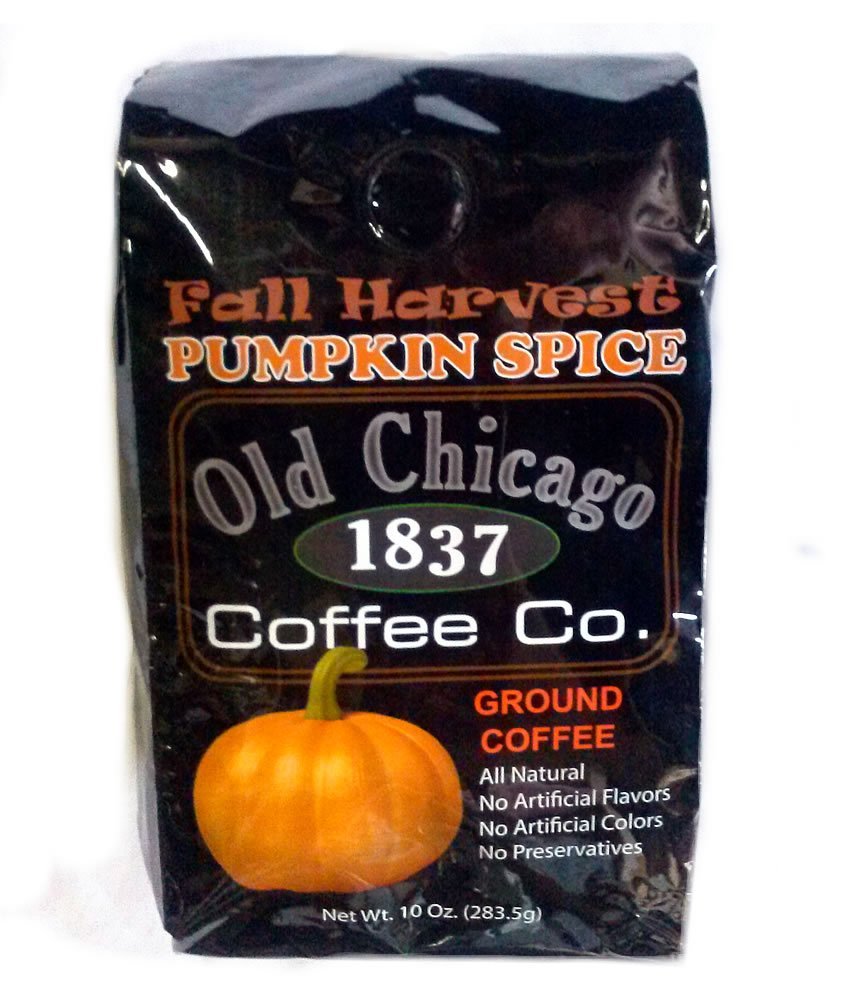 Fall Harvest
PUMPKIN SPICE
Old Chicago
1837
Coffee Co.
GROUND
COFFEE
All Natural
No Artificial Flavors
No Artificial Colors
No Preservatives
Net Wt. 10 Oz. (283.5g)